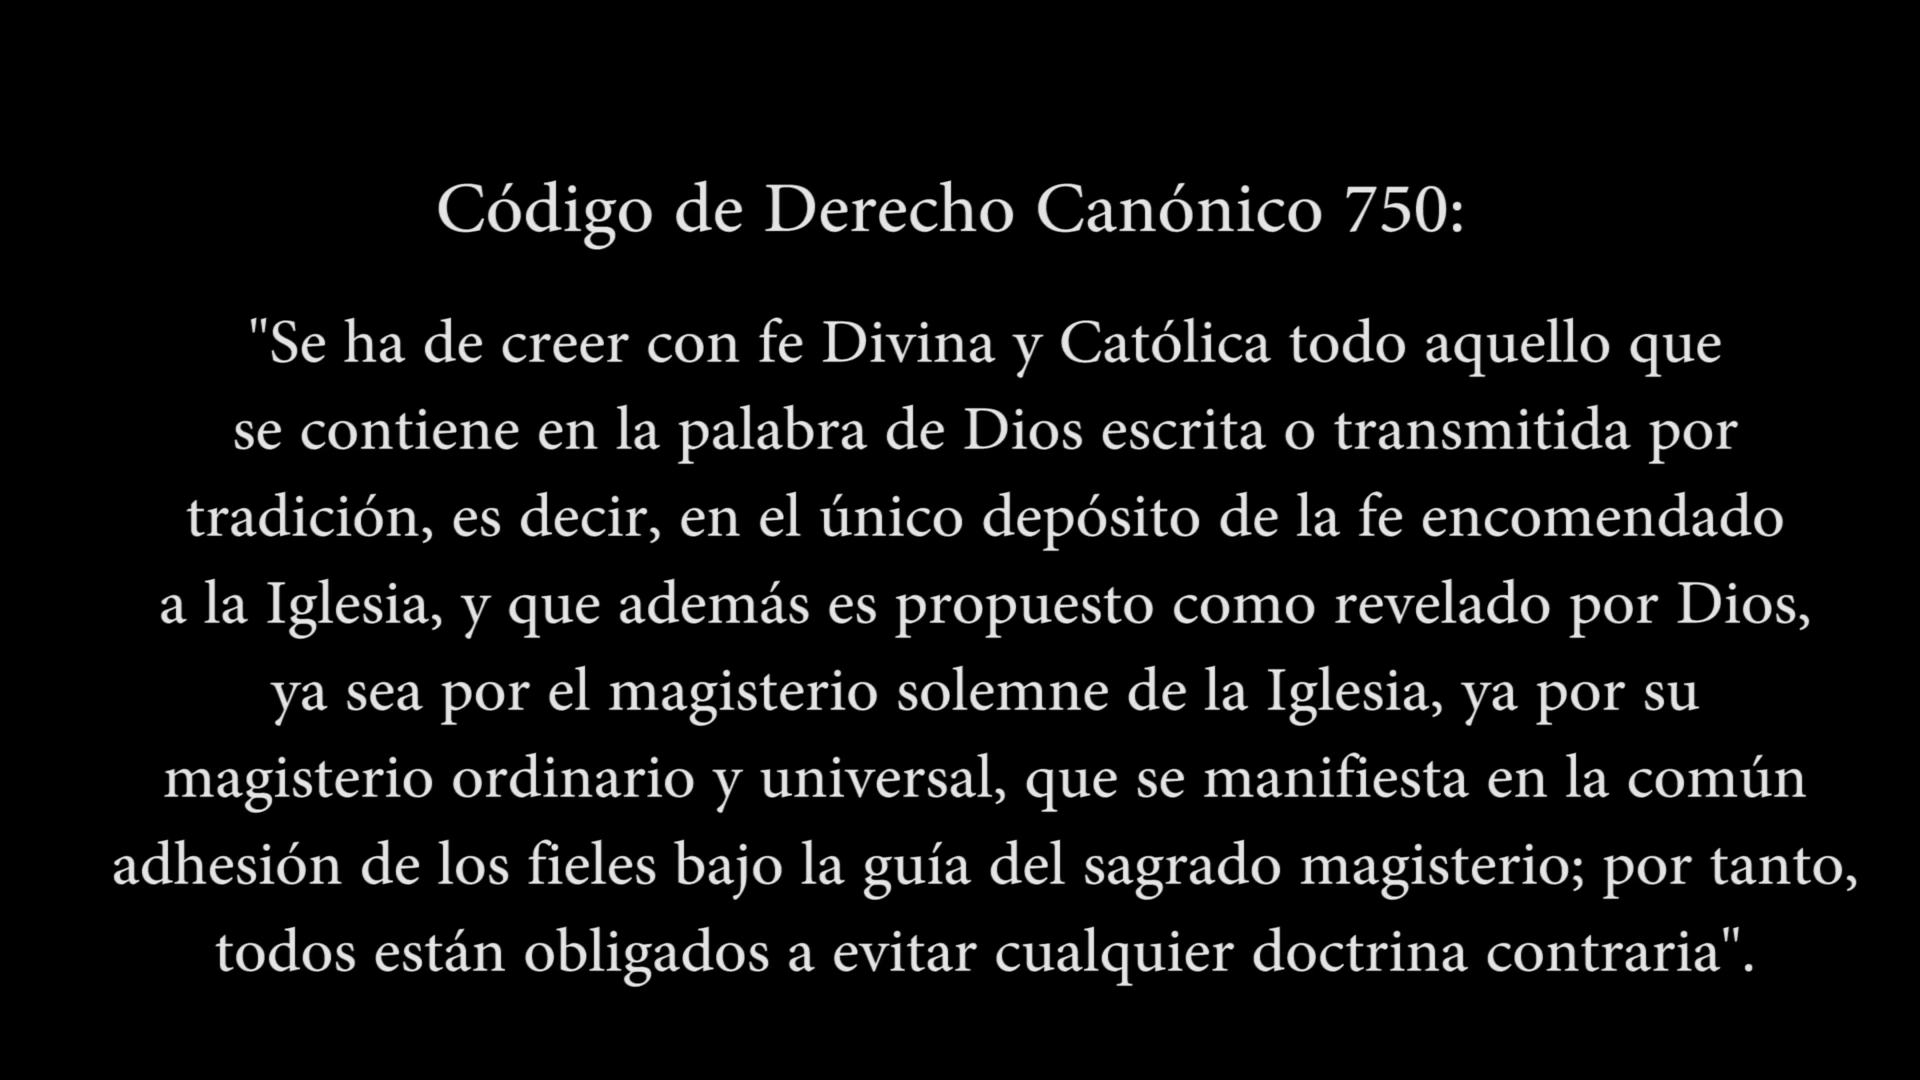 Código de Derecho Canónico 750:
"Se ha de creer con fe Divina y Católica todo aquello que
se contiene en la palabra de Dios escrita o transmitida por
tradición, es decir, en el único depósito de la fe encomendado
a la Iglesia, y que además es propuesto como revelado por Dios,
ya sea por el magisterio solemne de la Iglesia, ya por su
magisterio ordinario y universal, que se manifiesta en la común
adhesión de los fieles bajo la guía del sagrado magisterio; por tanto,
todos están obligados a evitar cualquier doctrina contraria".